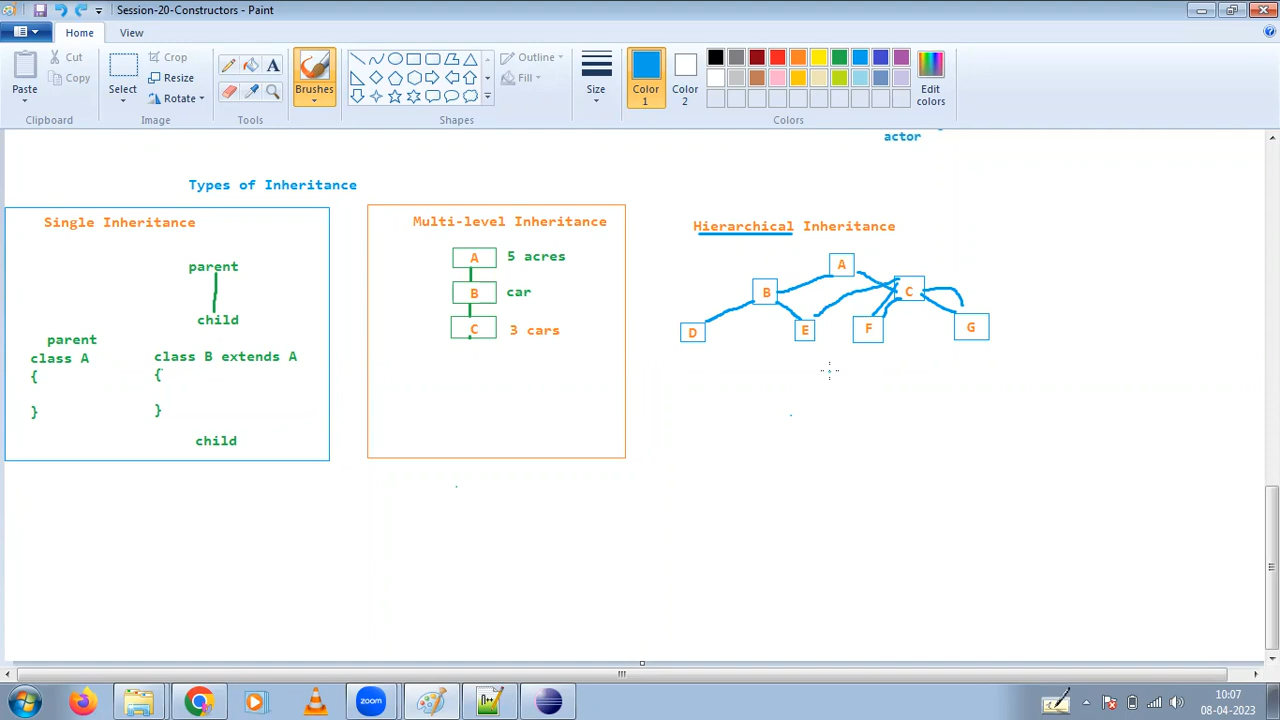 Session-20-Constructors - Paint
Home
View
Paste
Cut
Copy
Clipboard
Select
Crop
Resize
Rotate
Image
Tools
Brushes
Shapes
Outline
Fill
Size
Color 1
Color 2
Edit colors
Colors
actor
Types of Inheritance
Single Inheritance
parent
child
parent
class A
{
}
class B extends A
{
}
child
Multi-level Inheritance
A 5 acres
B car
C 3 cars
Hierarchical Inheritance
A
B C
D E F G
zoom
10:07
08-04-2023